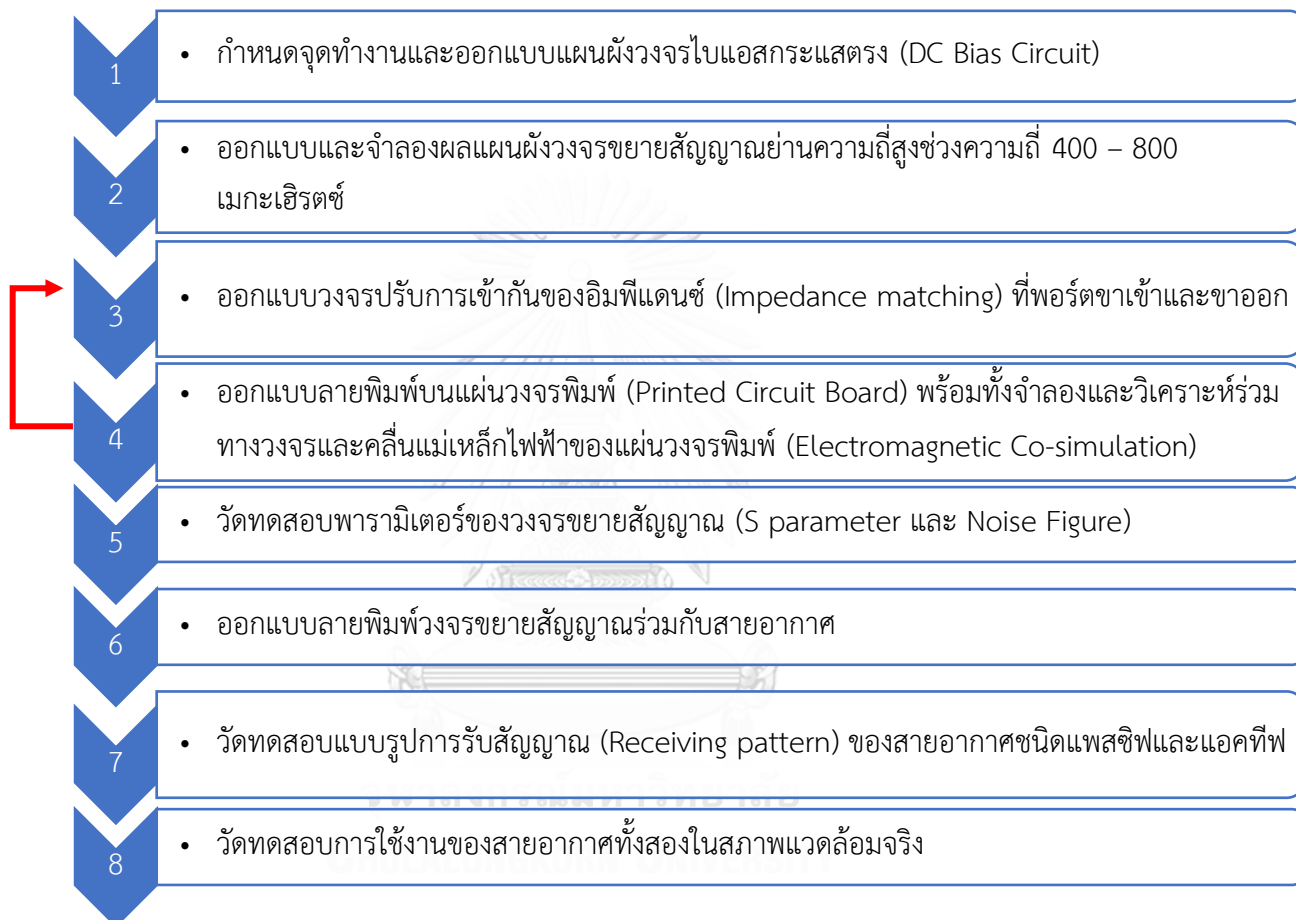 1
• กำหนดจุดทำงานและออกแบบแผนผังวงจรไบแอสกระแสตรง (DC Bias Circuit)
2
• ออกแบบและจำลองผลแผนผังวงจรขยายสัญญาณย่านความถี่สูงช่วงความถี่ 400 – 800
เมกะเฮิรตซ์
3
• ออกแบบวงจรปรับการเข้ากันของอิมพีแดนซ์ (Impedance matching) ที่พอร์ตขาเข้าและขาออก
4
• ออกแบบลายพิมพ์บนแผ่นวงจรพิมพ์ (Printed Circuit Board) พร้อมทั้งจำลองและวิเคราะห์ร่วม
ทางวงจรและคลื่นแม่เหล็กไฟฟ้าของแผ่นวงจรพิมพ์ (Electromagnetic Co-simulation)
5
• วัดทดสอบพารามิเตอร์ของวงจรขยายสัญญาณ (S parameter และ Noise Figure)
6
• ออกแบบลายพิมพ์วงจรขยายสัญญาณร่วมกับสายอากาศ
7
• วัดทดสอบแบบรูปการรับสัญญาณ (Receiving pattern) ของสายอากาศชนิดแพสซิฟและแอคทีฟ
จุฬาลงกรณ์มหาวิทยาลัย
8
• วัดทดสอบการใช้งานของสายอากาศทั้งสองในสภาพแวดล้อมจริง
CHULALONGKORN UNIVERSITY